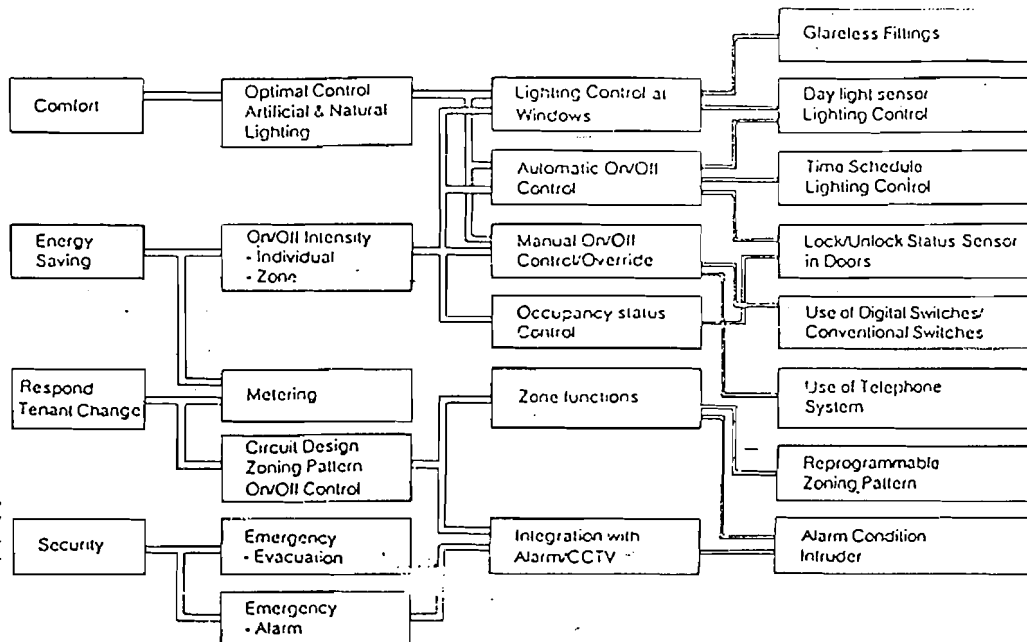 Comfort
Energy
Saving
Respond
Tenant Change
Security
Optimal Control
Artificial & Natural
Lighting
On/Off Intensity
- Individual
- Zone
Metering
Circuit Design
Zoning Pattern
On/Off Control
Emergency
- Evacuation
Emergency
- Alarm
Lighting Control at
Windows
Automatic On/Off
Control
Manual On/Off
Control/Override
Occupancy status
Control
Zone functions
Integration with
Alarm/CCTV
Glareless Fittings
Day light sensor
Lighting Control
Time Schedule
Lighting Control
Lock/Unlock Status Sensor
in Doors
Use of Digital Switches/
Conventional Switches
Use of Telephone
System
Reprogrammable
Zoning Pattern
Alarm Condition
Intruder